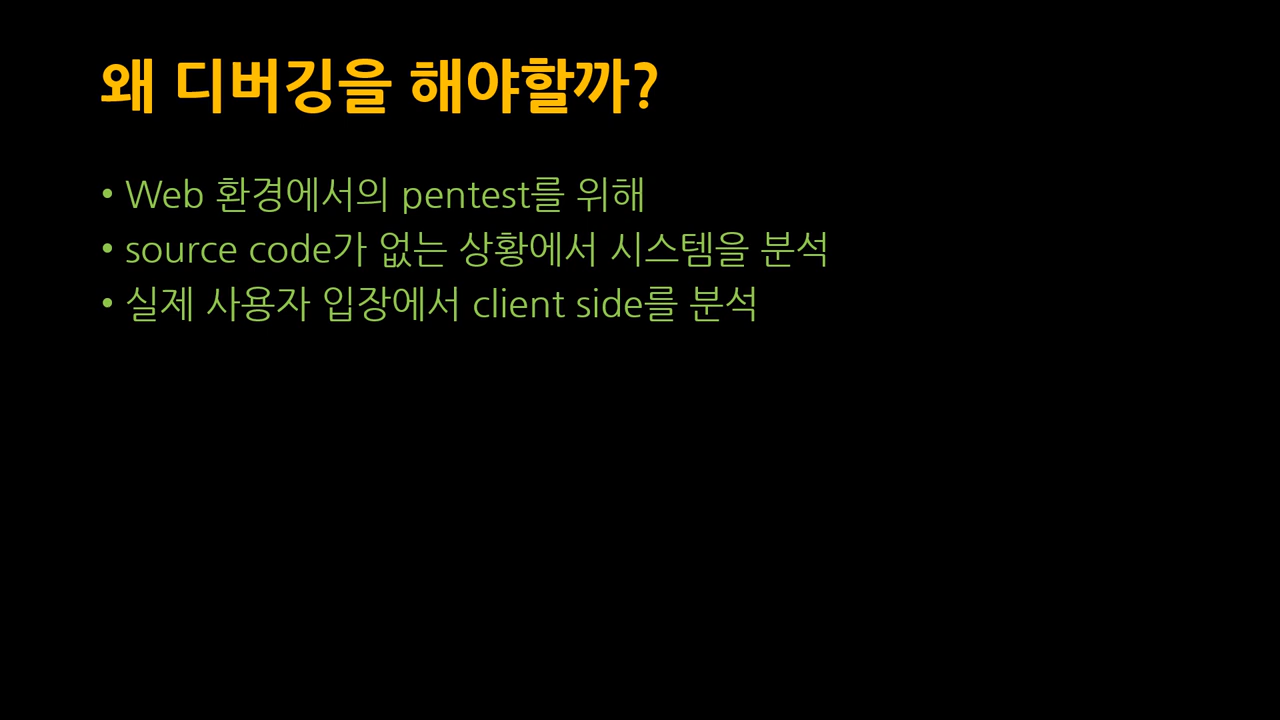 왜 디버깅을 해야할까?
• Web 환경에서의 pentest를 위해
• source code가 없는 상황에서 시스템을 분석
• 실제 사용자 입장에서 client side를 분석